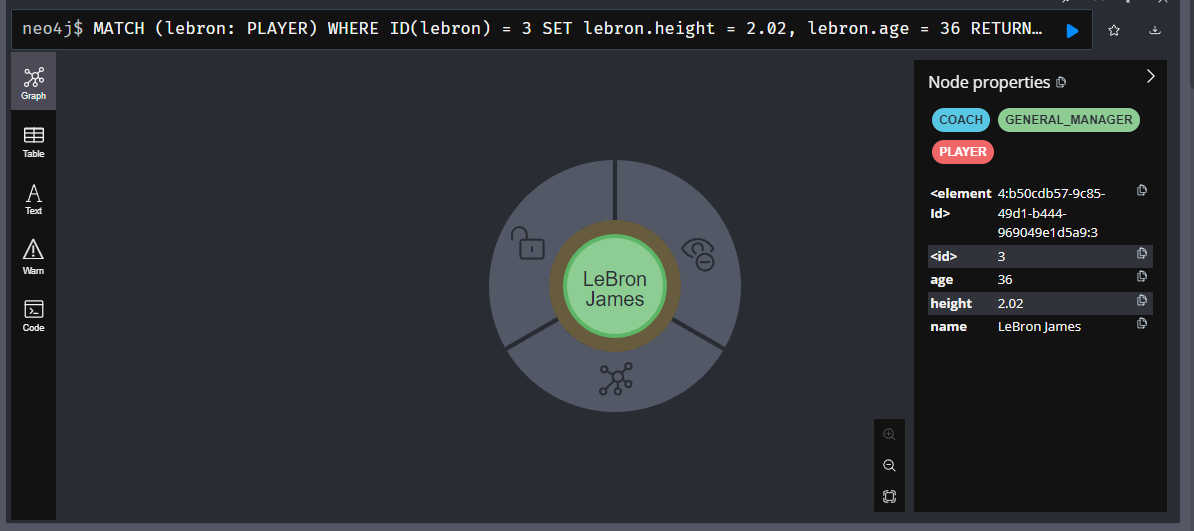 neo4j$ MATCH (lebron: PLAYER) WHERE ID(lebron) = 3 SET lebron.height = 2.02, lebron.age = 36 RETURN…
Graph
Table
Text
Warn
Code
LeBron
James
Node properties
COACH GENERAL_MANAGER
PLAYER
<element 4:b50cdb57-9c85-
Id> 49d1-b444-
969049e1d5a9:3
<id> 3
age 36
height 2.02
name LeBron James